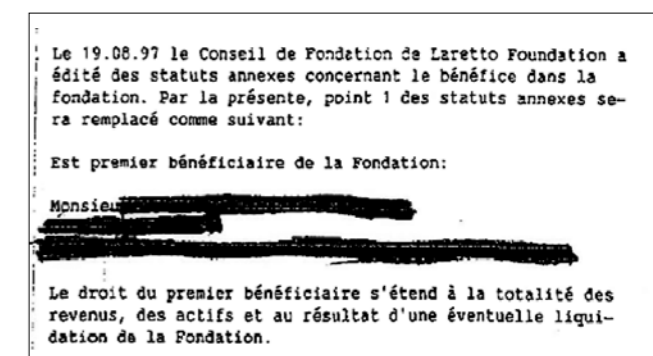 Le 19.08.97 le Conseil de Fondation de Laretto Foundation a
édité des statuts annexes concernant le bénéfice dans la
fondation. Par la présente, point 1 des statuts annexes se-
ra remplacé comme suivant:
Est premier bénéficiaire de la Fondation:
Monsieu
Le droit du premier bénéficiaire s'étend à la totalité des
revenus, des actifs et au résultat d'une éventuelle liqui-
dation de la Fondation.